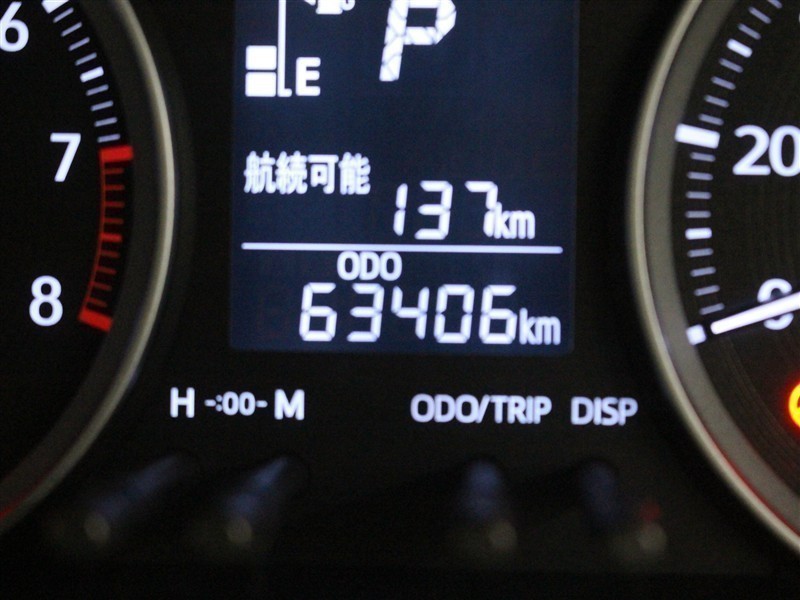 6
7
8
P
E
航続可能
137km
ODO
63406km
H -:00- M
ODO/TRIP DISP
20